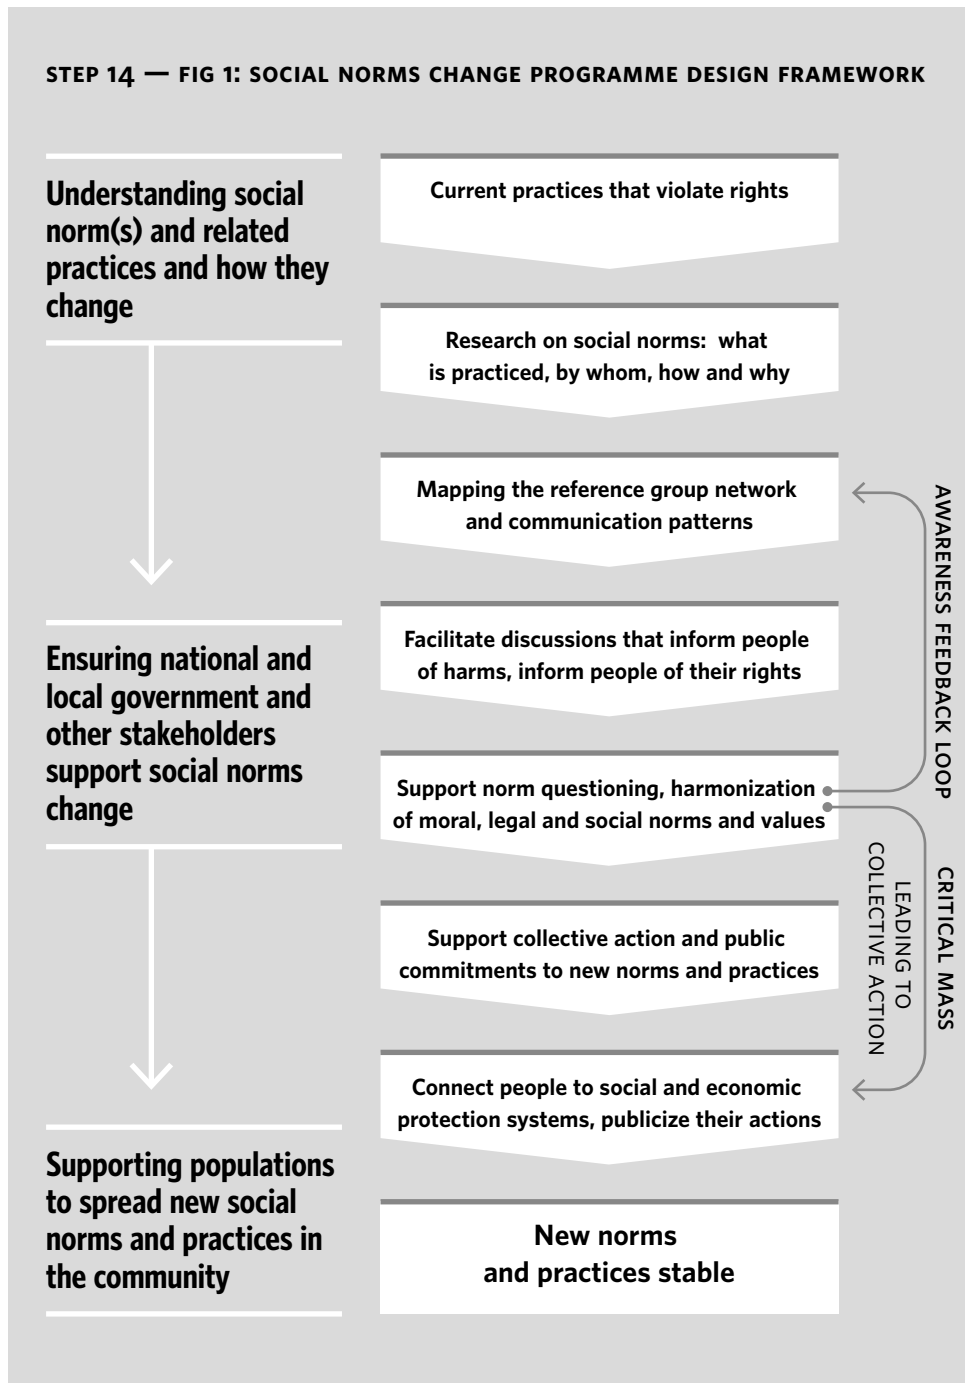 STEP 14 — FIG 1: SOCIAL NORMS CHANGE PROGRAMME DESIGN FRAMEWORK
Understanding social
norm(s) and related
practices and how they
change
Ensuring national and
local government and
other stakeholders
support social norms
change
Supporting populations
to spread new social
norms and practices in
the community
Current practices that violate rights
Research on social norms: what
is practiced, by whom, how and why
Mapping the reference group network
and communication patterns
Facilitate discussions that inform people
of harms, inform people of their rights
Support norm questioning, harmonization
of moral, legal and social norms and values
Support collective action and public
commitments to new norms and practices
Connect people to social and economic
protection systems, publicize their actions
New norms
and practices stable
AWARENESS FEEDBACK LOOP
CRITICAL MASS
LEADING TO
COLLECTIVE ACTION